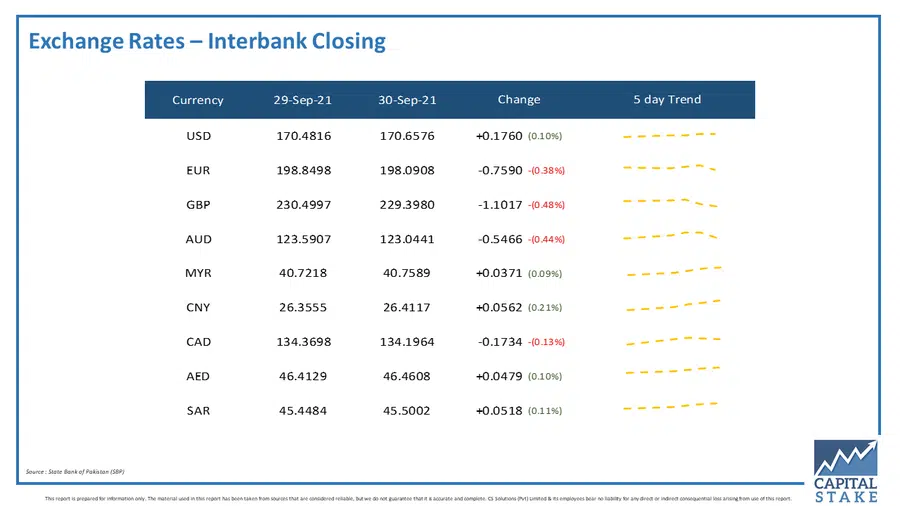 Exchange Rates – Interbank Closing
Currency 29-Sep-21 30-Sep-21 Change 5 day Trend
USD 170.4816 170.6576 +0.1760 (0.10%)
EUR 198.8498 198.0908 -0.7590 -(0.38%)
GBP 230.4997 229.3980 -1.1017 -(0.48%)
AUD 123.5907 123.0441 -0.5466 -(0.44%)
MYR 40.7218 40.7589 +0.0371 (0.09%)
CNY 26.3555 26.4117 +0.0562 (0.21%)
CAD 134.3698 134.1964 -0.1734 -(0.13%)
AED 46.4129 46.4608 +0.0479 (0.10%)
SAR 45.4484 45.5002 +0.0518 (0.11%)
Source : State Bank of Pakistan (SBP)
CAPITAL
STAKE
This report is prepared for information only. The material used in this report has been taken from sources that are considered reliable, but we do not guarantee that it is accurate and complete. CS Solutions (Pvt) Limited & its employees bear no liability for any direct or indirect consequential loss arising from use of this report.